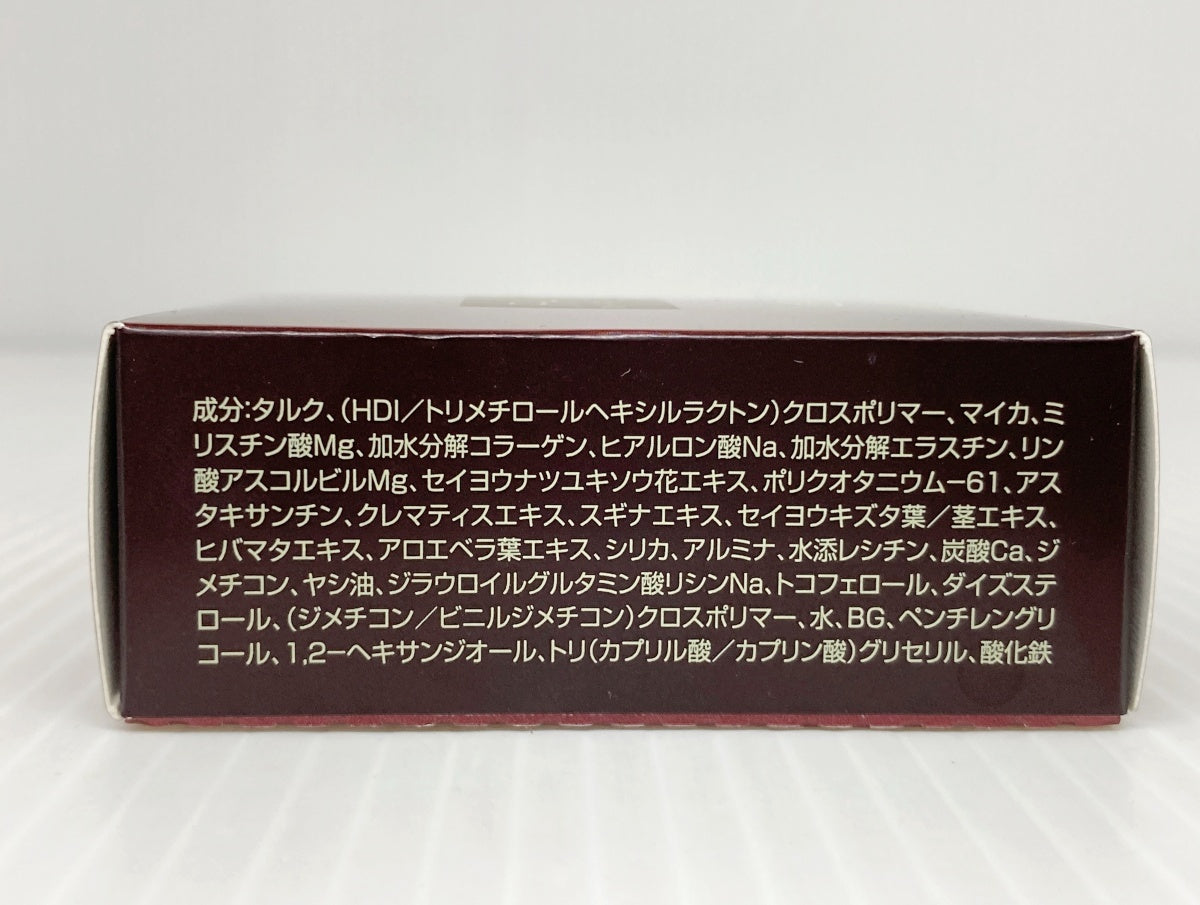 成分:タルク、(HDI/トリメチロールヘキシルラクトン)クロスポリマー、マイカ、ミ
リスチン酸Mg、加水分解コラーゲン、ヒアルロン酸Na、加水分解エラスチン、リン
酸アスコルビルMg、セイヨウナツユキソウ花エキス、ポリクオタニウム-61、アス
タキサンチン、クレマティスエキス、スギナエキス、セイヨウキズタ葉/茎エキス、
ヒバマタエキス、アロエベラ葉エキス、シリカ、アルミナ、水添レシチン、炭酸Ca、ジ
メチコン、ヤシ油、ジラウロイルグルタミン酸リシンNa、トコフェロール、ダイズステ
ロール、(ジメチコン/ビニルジメチコン)クロスポリマー、水、BG、ペンチレングリ
コール、1,2-ヘキサンジオール、トリ(カプリル酸/カプリン酸)グリセリル、酸化鉄